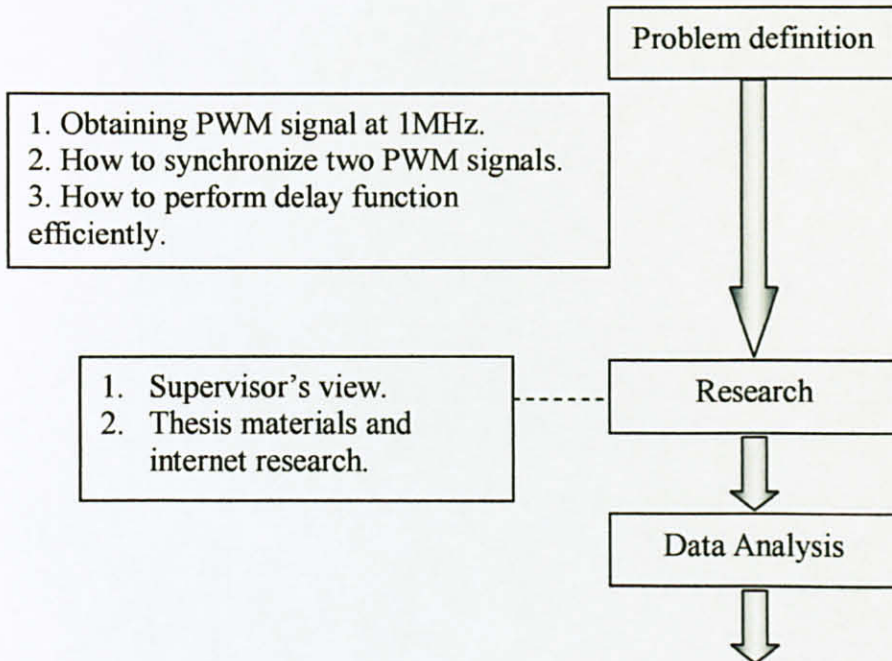 Problem definition
1. Obtaining PWM signal at 1MHz.
2. How to synchronize two PWM signals.
3. How to perform delay function
efficiently.
1. Supervisor's view.
2. Thesis materials and
internet research.
Research
Data Analysis